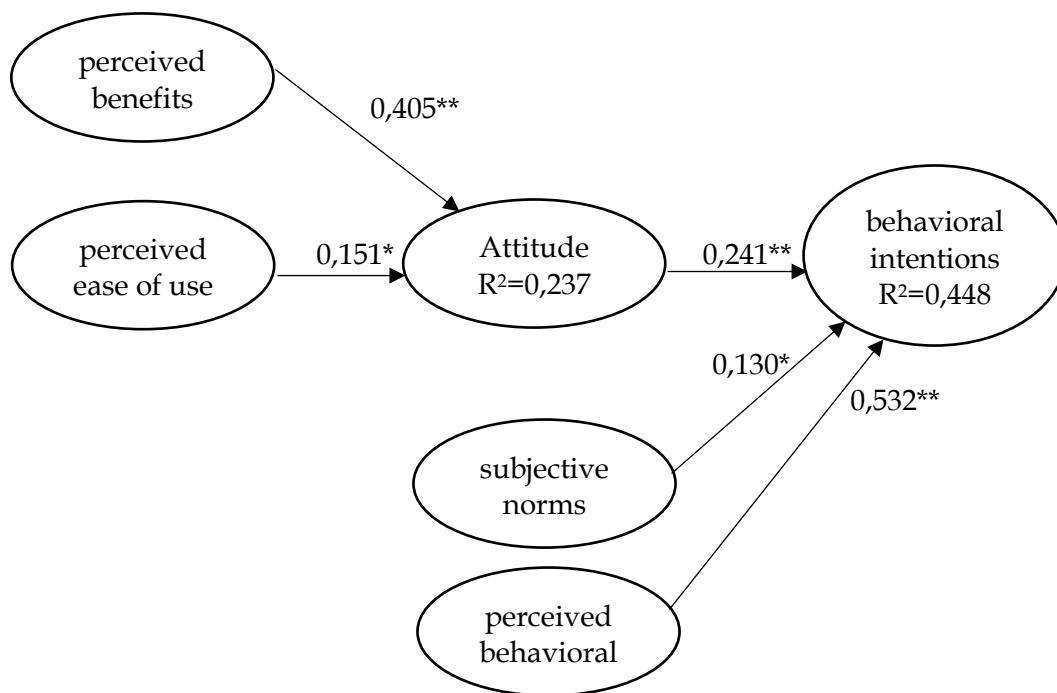 perceived
benefits
0,405**
perceived
ease of use
0,151*
Attitude
R²=0,237
0,241**
behavioral
intentions
R²=0,448
0,130*
0,532**
subjective
norms
perceived
behavioral